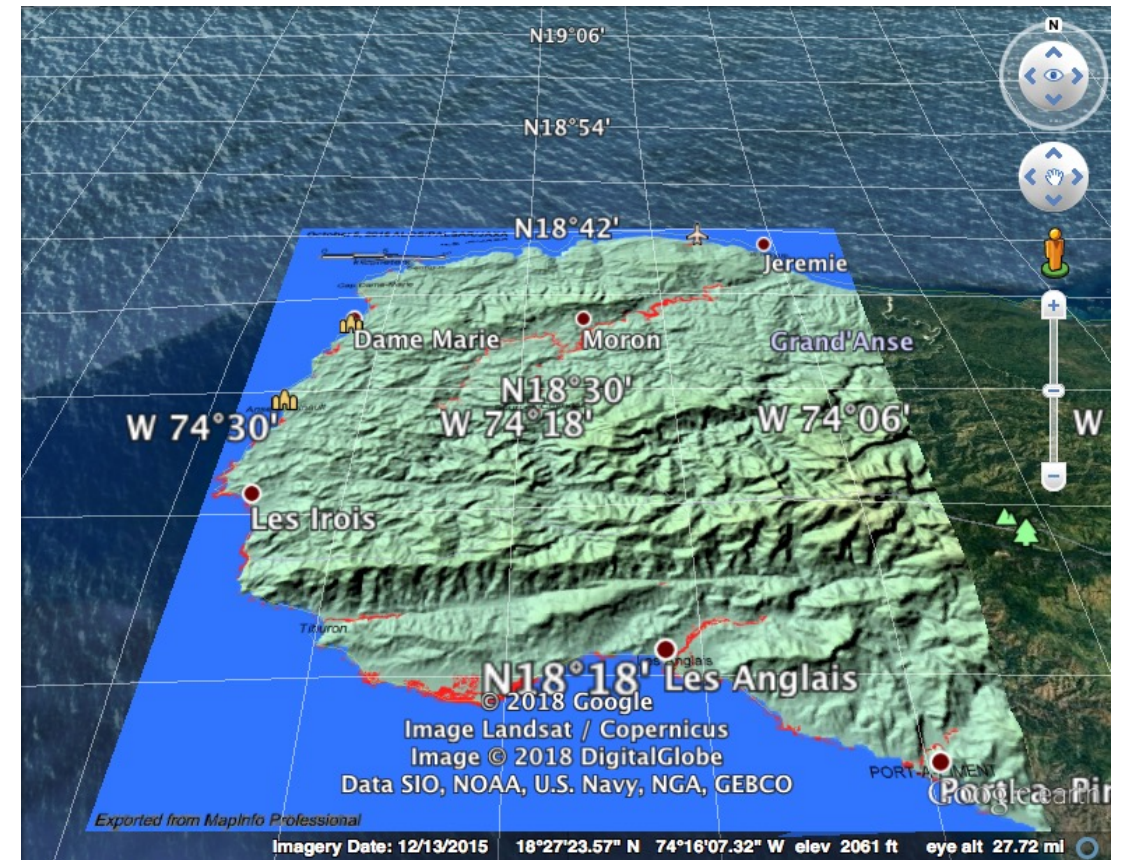 N19°06'
N
N18°54'
N18°42'
Jeremie
Dame Marie
Moron
Grand'Anse
N18°30'
W 74°30'
W 74°18'
W 74°06'
W
Les Irois
Tiburon
N18°18'
Les Anglais
© 2018 Google
Image Landsat / Copernicus
Image © 2018 DigitalGlobe
Data SIO, NOAA, U.S. Navy, NGA, GEBCO
Exported from MapInfo Professional
Imagery Date: 12/13/2015 18°27'23.57" N 74°16'07.32" W elev 2061 ft eye alt 27.72 mi